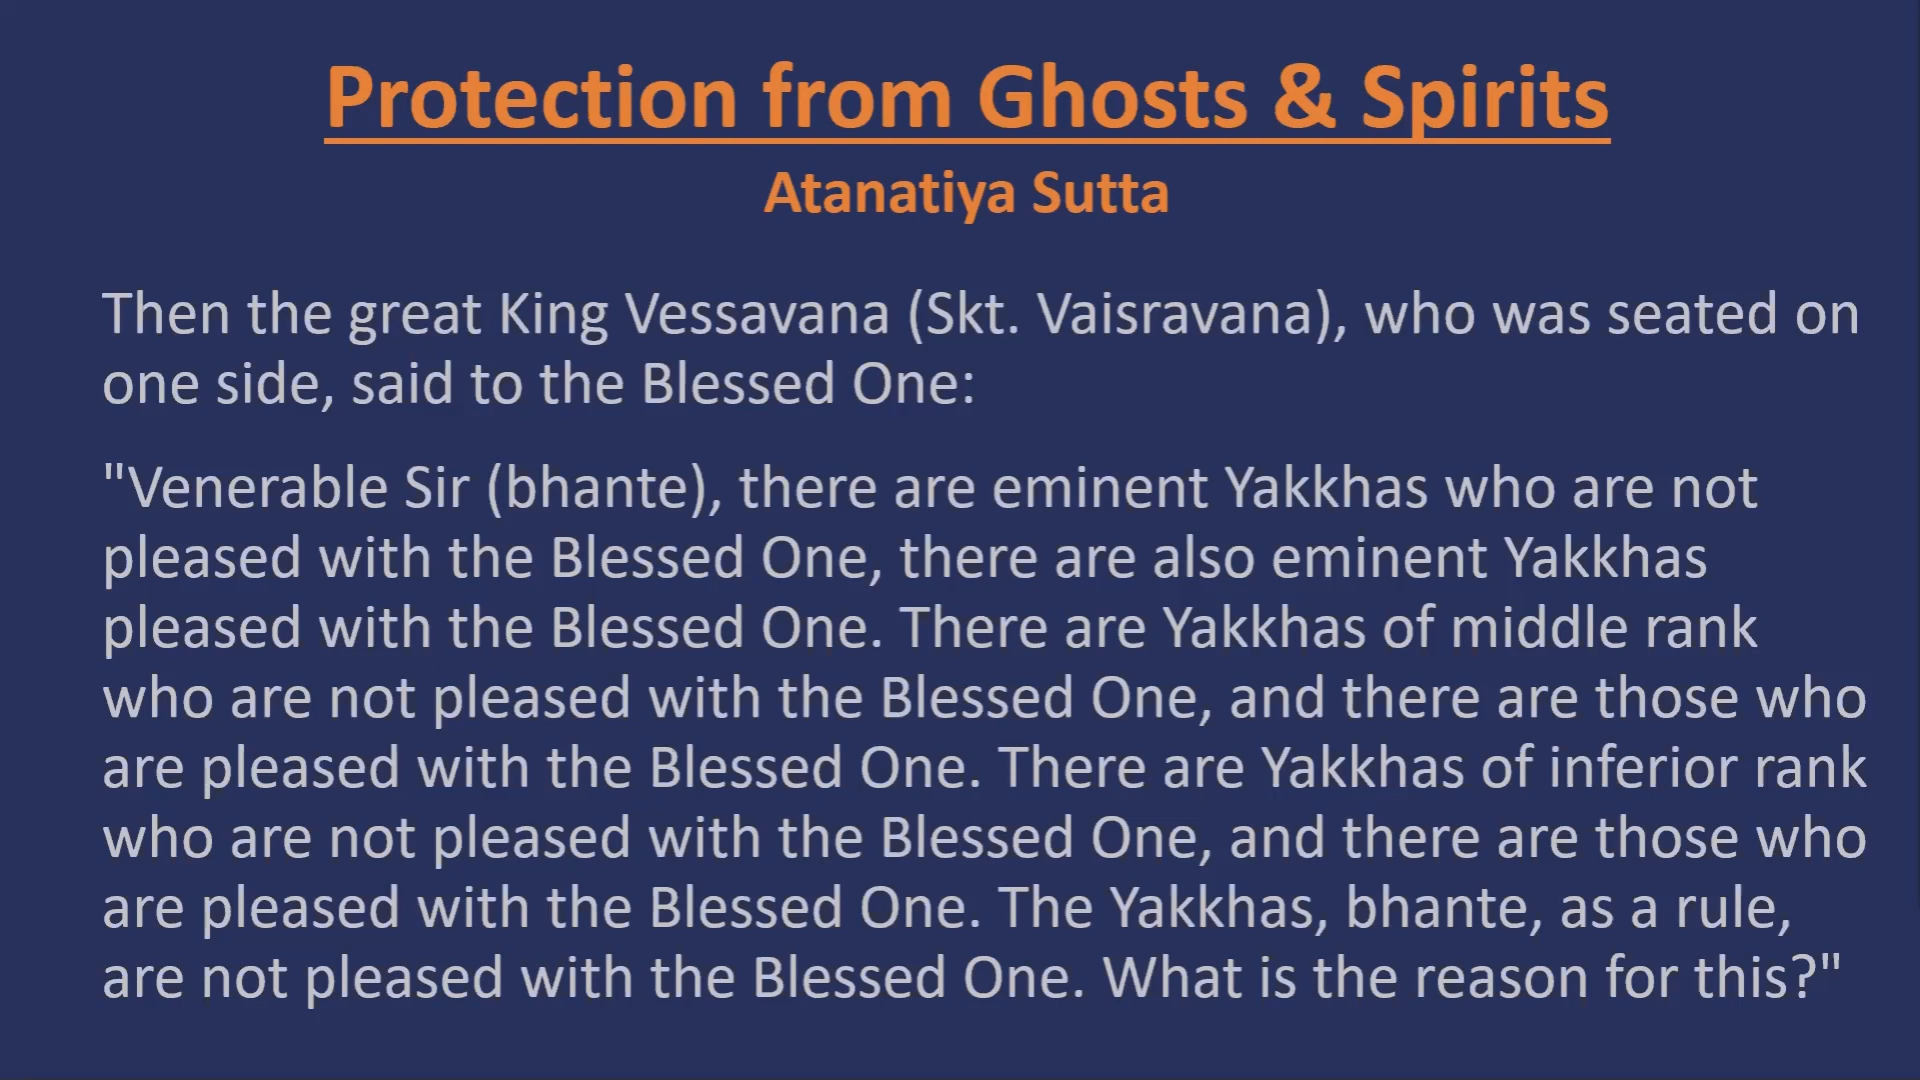 Protection from Ghosts & Spirits
Atanatiya Sutta
Then the great King Vessavana (Skt. Vaisravana), who was seated on
one side, said to the Blessed One:
"Venerable Sir (bhante), there are eminent Yakkhas who are not
pleased with the Blessed One, there are also eminent Yakkhas
pleased with the Blessed One. There are Yakkhas of middle rank
who are not pleased with the Blessed One, and there are those who
are pleased with the Blessed One. There are Yakkhas of inferior rank
who are not pleased with the Blessed One, and there are those who
are pleased with the Blessed One. The Yakkhas, bhante, as a rule,
are not pleased with the Blessed One. What is the reason for this?"